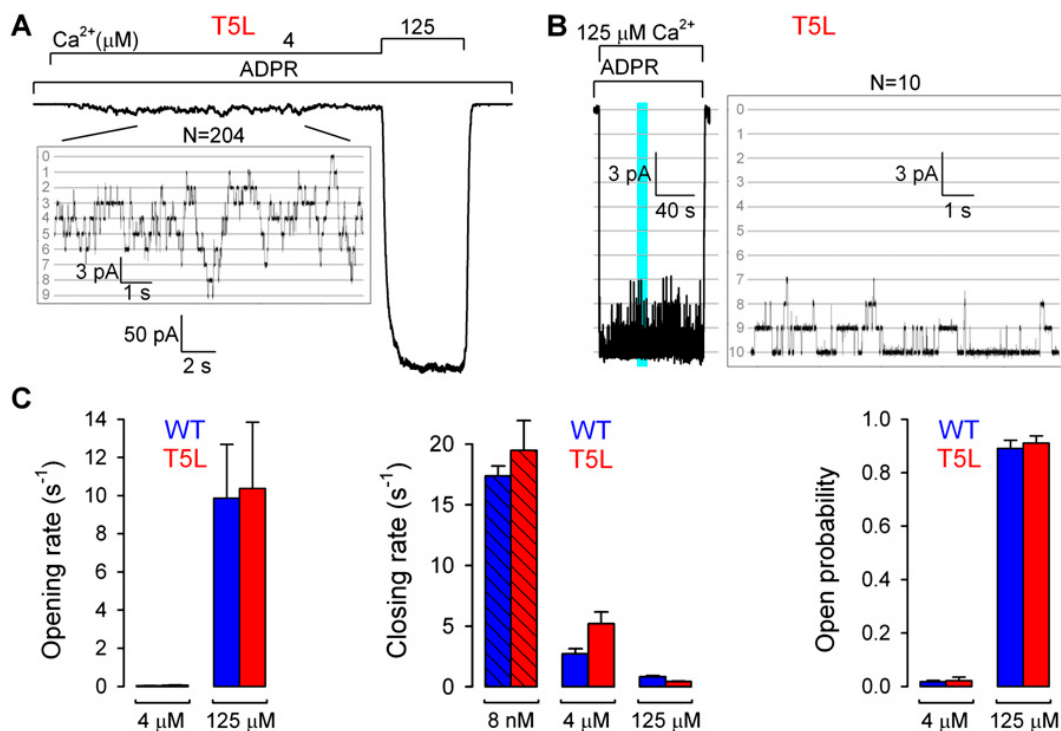 A
T5L
Ca²⁺(μM) 4 125
ADPR
N=204
0
1
2
3
4
5
6
7
8
9
3 pA
1 s
50 pA
2 s
B
T5L
125 μM Ca²⁺
ADPR
3 pA
40 s
N=10
0
1
2
3
4
5
6
7
8
9
10
3 pA
1 s
C
Opening rate (s⁻¹)
14
12
10
8
6
4
2
0
WT
T5L
4 μM 125 μM
Closing rate (s⁻¹)
20
15
10
5
0
WT
T5L
8 nM 4 μM 125 μM
Open probability
1.0
0.8
0.6
0.4
0.2
0.0
WT
T5L
4 μM 125 μM